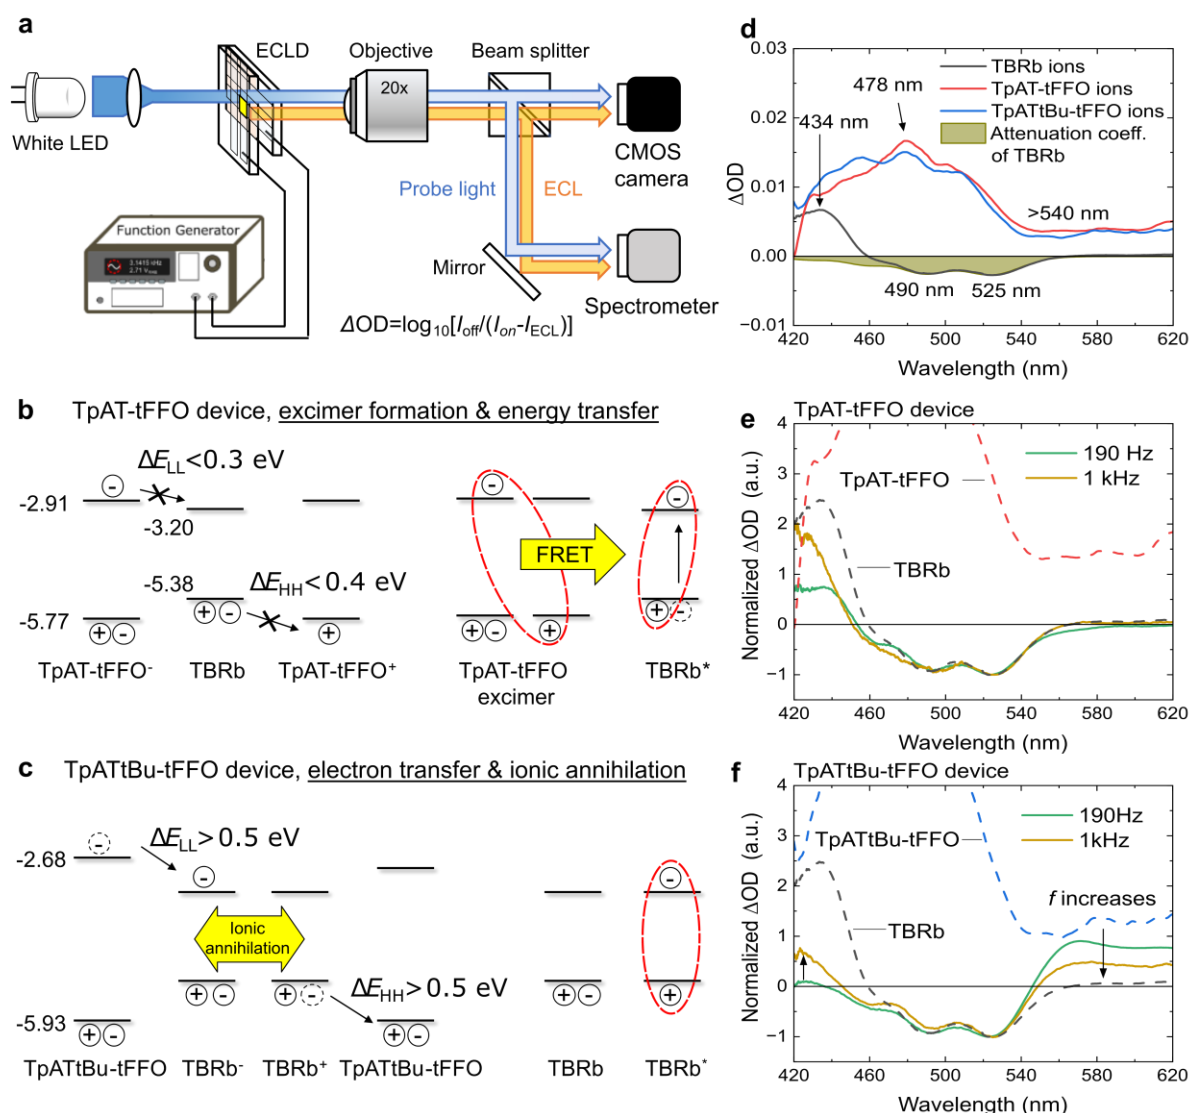 a
ECLD
Objective
Beam splitter
20x
White LED
CMOS
camera
Probe light
ECL
Function Generator
3.1415 kHz
2.71 VRMS
Mirror
Spectrometer
ΔOD=log10[Ioff/(Ion-IECL)]
b TpAT-tFFO device, excimer formation & energy transfer
ΔELL<0.3 eV
-2.91
-3.20
-5.38
ΔEHH<0.4 eV
-5.77
FRET
TpAT-tFFO-
TBRb
TpAT-tFFO+
TpAT-tFFO
excimer
TBRb*
c TpATtBu-tFFO device, electron transfer & ionic annihilation
ΔELL>0.5 eV
-2.68
Ionic
annihilation
ΔEHH>0.5 eV
-5.93
TpATtBu-tFFO
TBRb-
TBRb+
TpATtBu-tFFO
TBRb
TBRb*
d
0.03
0.02
0.01
0.00
−0.01
ΔOD
TBRb ions
TpAT-tFFO ions
TpATtBu-tFFO ions
Attenuation coeff.
of TBRb
478 nm
434 nm
>540 nm
490 nm
525 nm
420 460 500 540 580 620
Wavelength (nm)
e TpAT-tFFO device
4
3
2
1
0
−1
Normalized ΔOD (a.u.)
190 Hz
1 kHz
TpAT-tFFO
TBRb
420 460 500 540 580 620
Wavelength (nm)
f TpATtBu-tFFO device
4
3
2
1
0
−1
Normalized ΔOD (a.u.)
190Hz
1kHz
TpATtBu-tFFO
TBRb
f increases
420 460 500 540 580 620
Wavelength (nm)